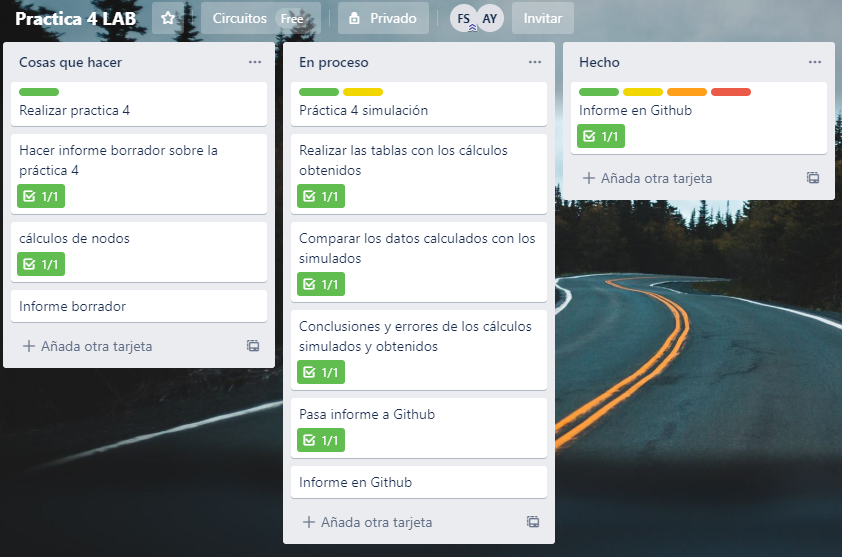 Practica 4 LAB
Circuitos Free
Privado
FS AY
Invitar
Cosas que hacer
Realizar practica 4
Hacer informe borrador sobre la
práctica 4
1/1
cálculos de nodos
1/1
Informe borrador
+ Añada otra tarjeta
En proceso
Práctica 4 simulación
Realizar las tablas con los cálculos
obtenidos
1/1
Comparar los datos calculados con los
simulados
1/1
Conclusiones y errores de los cálculos
simulados y obtenidos
1/1
Pasa informe a Github
1/1
Informe en Github
+ Añada otra tarjeta
Hecho
Informe en Github
1/1
+ Añada otra tarjeta